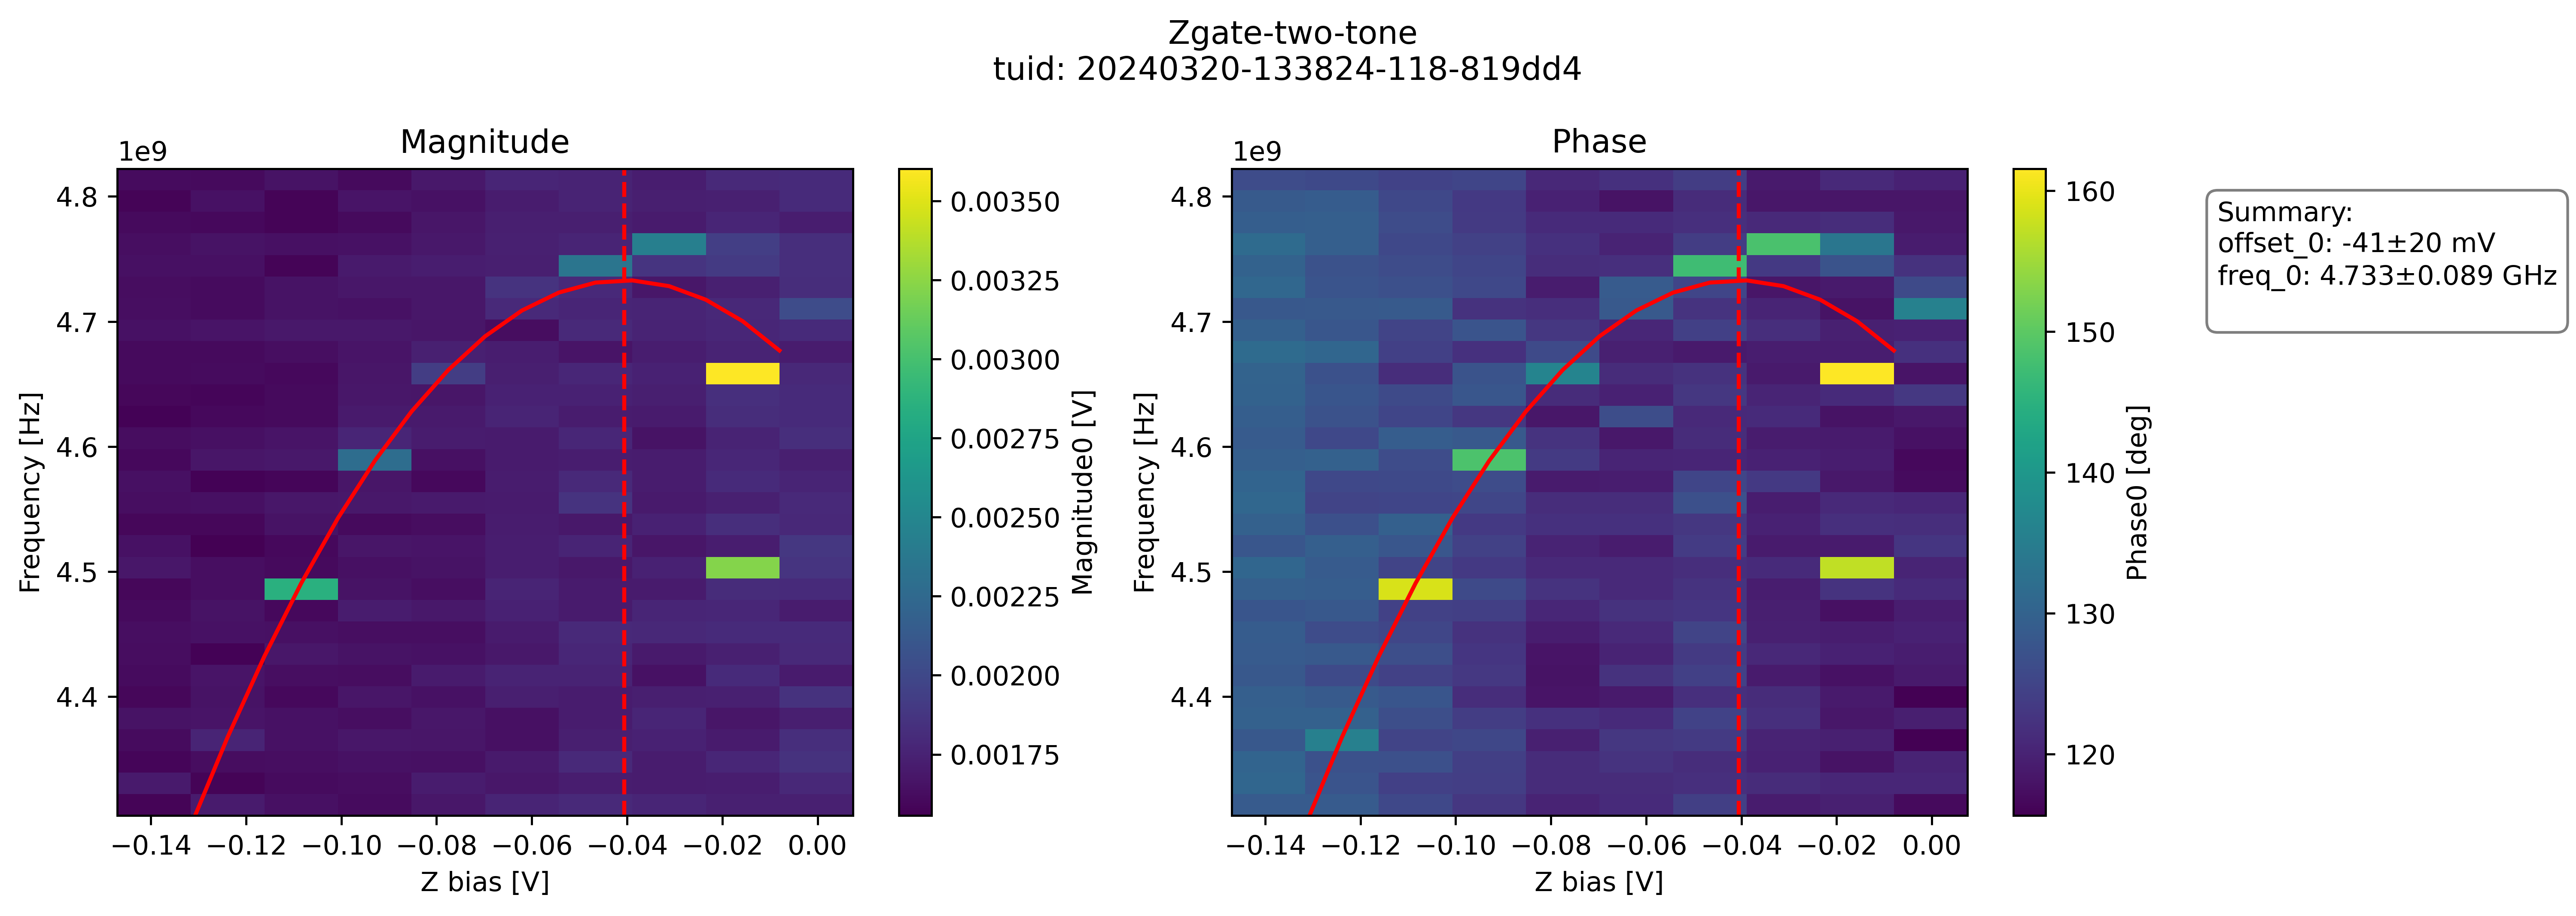 Zgate-two-tone
tuid: 20240320-133824-118-819dd4
Magnitude
1e9
4.8
4.7
4.6
4.5
4.4
Frequency [Hz]
−0.14 −0.12 −0.10 −0.08 −0.06 −0.04 −0.02 0.00
Z bias [V]
0.00350
0.00325
0.00300
0.00275
0.00250
0.00225
0.00200
0.00175
Magnitude0 [V]
Phase
1e9
4.8
4.7
4.6
4.5
4.4
Frequency [Hz]
−0.14 −0.12 −0.10 −0.08 −0.06 −0.04 −0.02 0.00
Z bias [V]
160
150
140
130
120
Phase0 [deg]
Summary:
offset_0: -41±20 mV
freq_0: 4.733±0.089 GHz